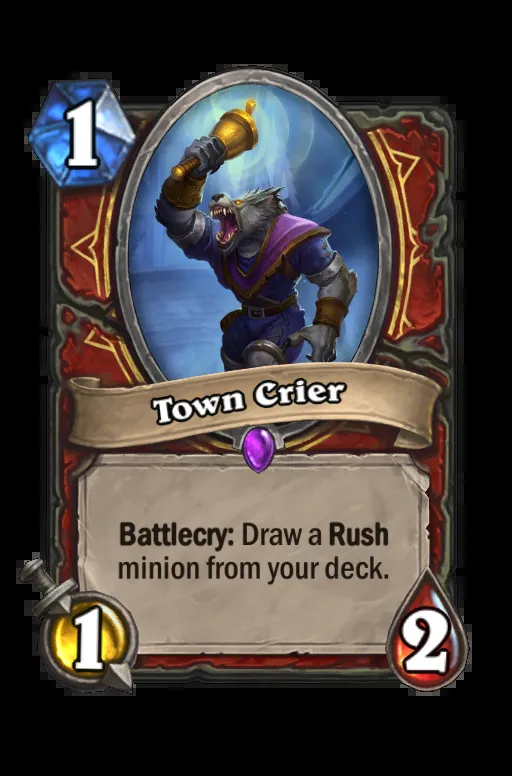 1
Town Crier
Battlecry: Draw a Rush
minion from your deck.
1
2